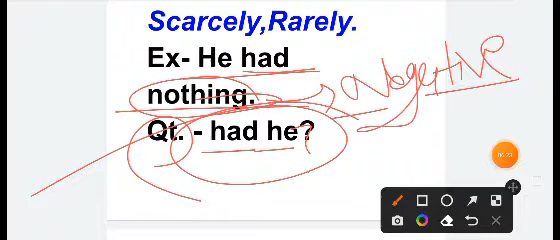 Scarcely,Rarely.
Ex- He had
nothing.
Negative
Qt. - had he?